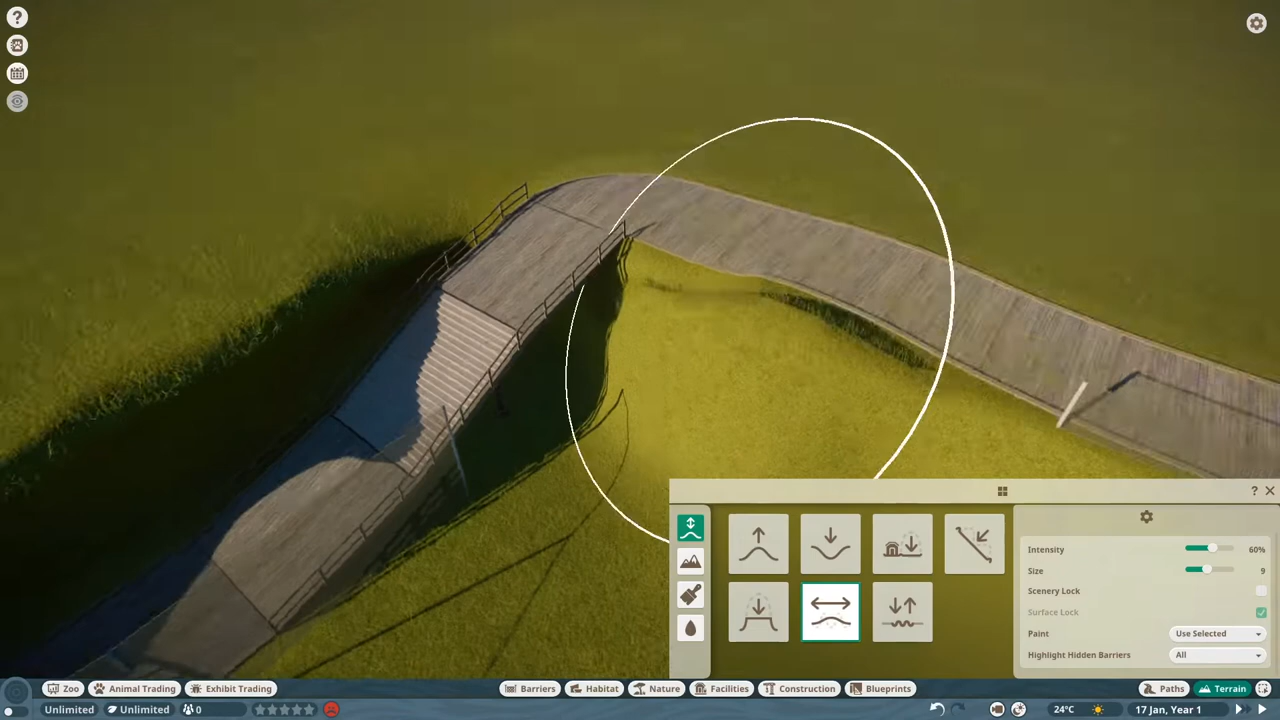 ?
? ×
Intensity 60%
Size 9
Scenery Lock
Surface Lock
Paint Use Selected
Highlight Hidden Barriers All
Zoo Animal Trading Exhibit Trading Barriers Habitat Nature Facilities Construction Blueprints Paths Terrain
Unlimited Unlimited 0 24°C 17 Jan, Year 1